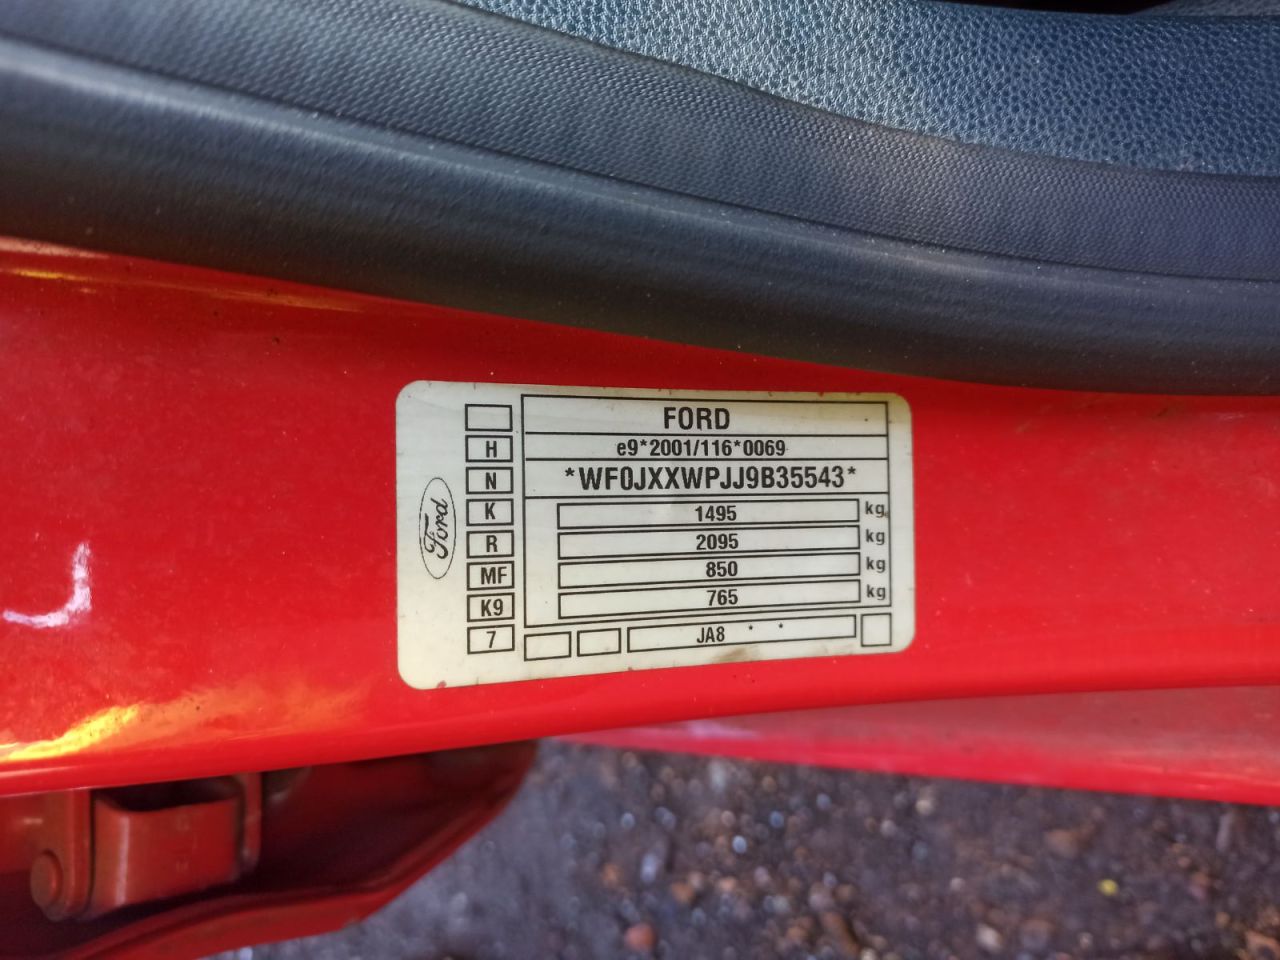 FORD
H e9*2001/116*0069
N *WF0JXXWPJJ9B35543*
K 1495 kg
R 2095 kg
MF 850 kg
K9 765 kg
7 JA8 * *
Ford